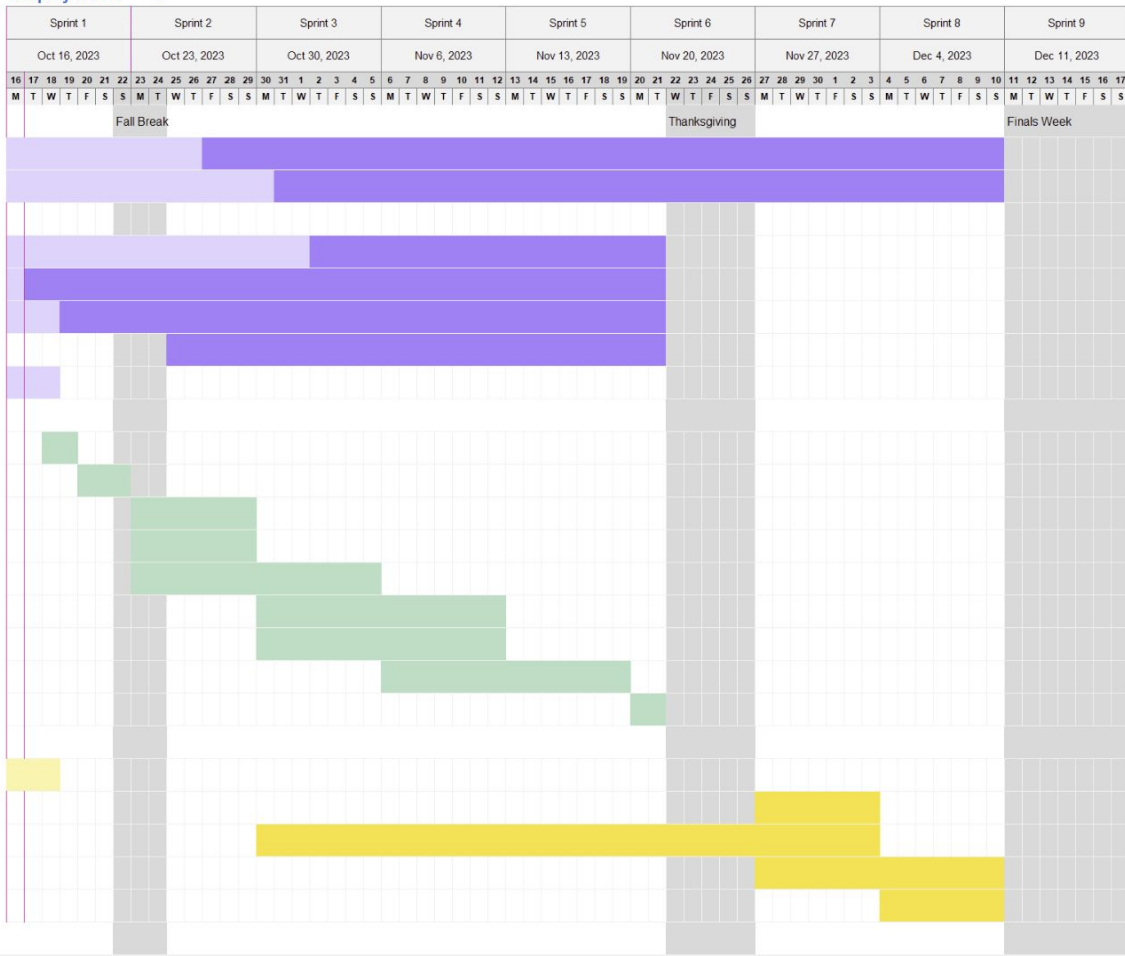 Sprint 1 Sprint 2 Sprint 3 Sprint 4 Sprint 5 Sprint 6 Sprint 7 Sprint 8 Sprint 9
Oct 16, 2023 Oct 23, 2023 Oct 30, 2023 Nov 6, 2023 Nov 13, 2023 Nov 20, 2023 Nov 27, 2023 Dec 4, 2023 Dec 11, 2023
16 17 18 19 20 21 22 23 24 25 26 27 28 29 30 31 1 2 3 4 5 6 7 8 9 10 11 12 13 14 15 16 17 18 19 20 21 22 23 24 25 26 27 28 29 30 1 2 3 4 5 6 7 8 9 10 11 12 13 14 15 16 17
M T W T F S S M T W T F S S M T W T F S S M T W T F S S M T W T F S S M T W T F S S M T W T F S S M T W T F S S M T W T F S S
Fall Break Thanksgiving Finals Week